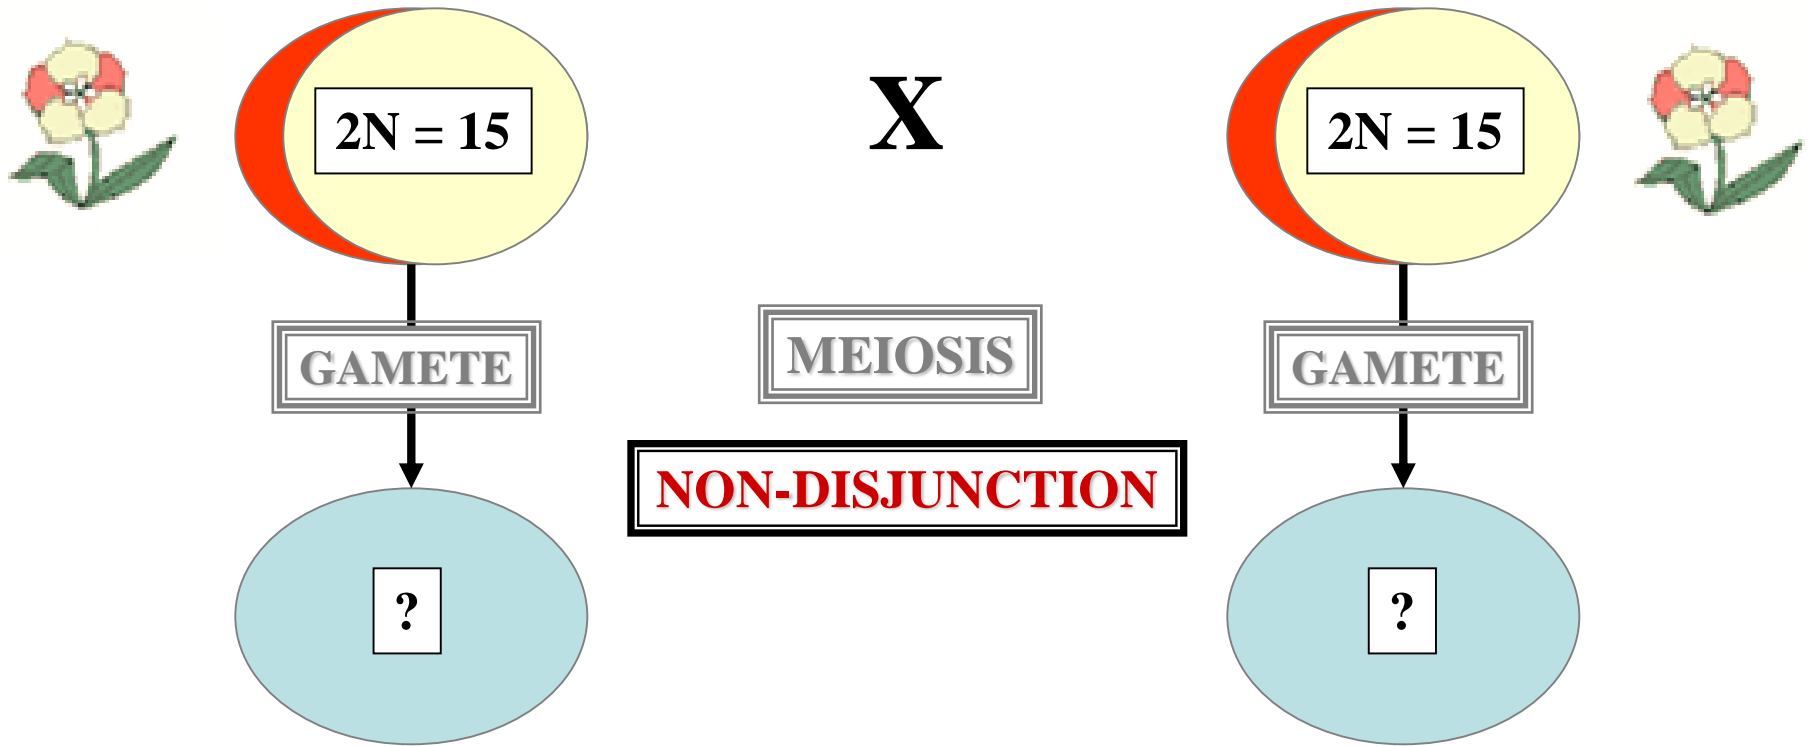 2N = 15
X
2N = 15
GAMETE
MEIOSIS
GAMETE
NON-DISJUNCTION
?
?